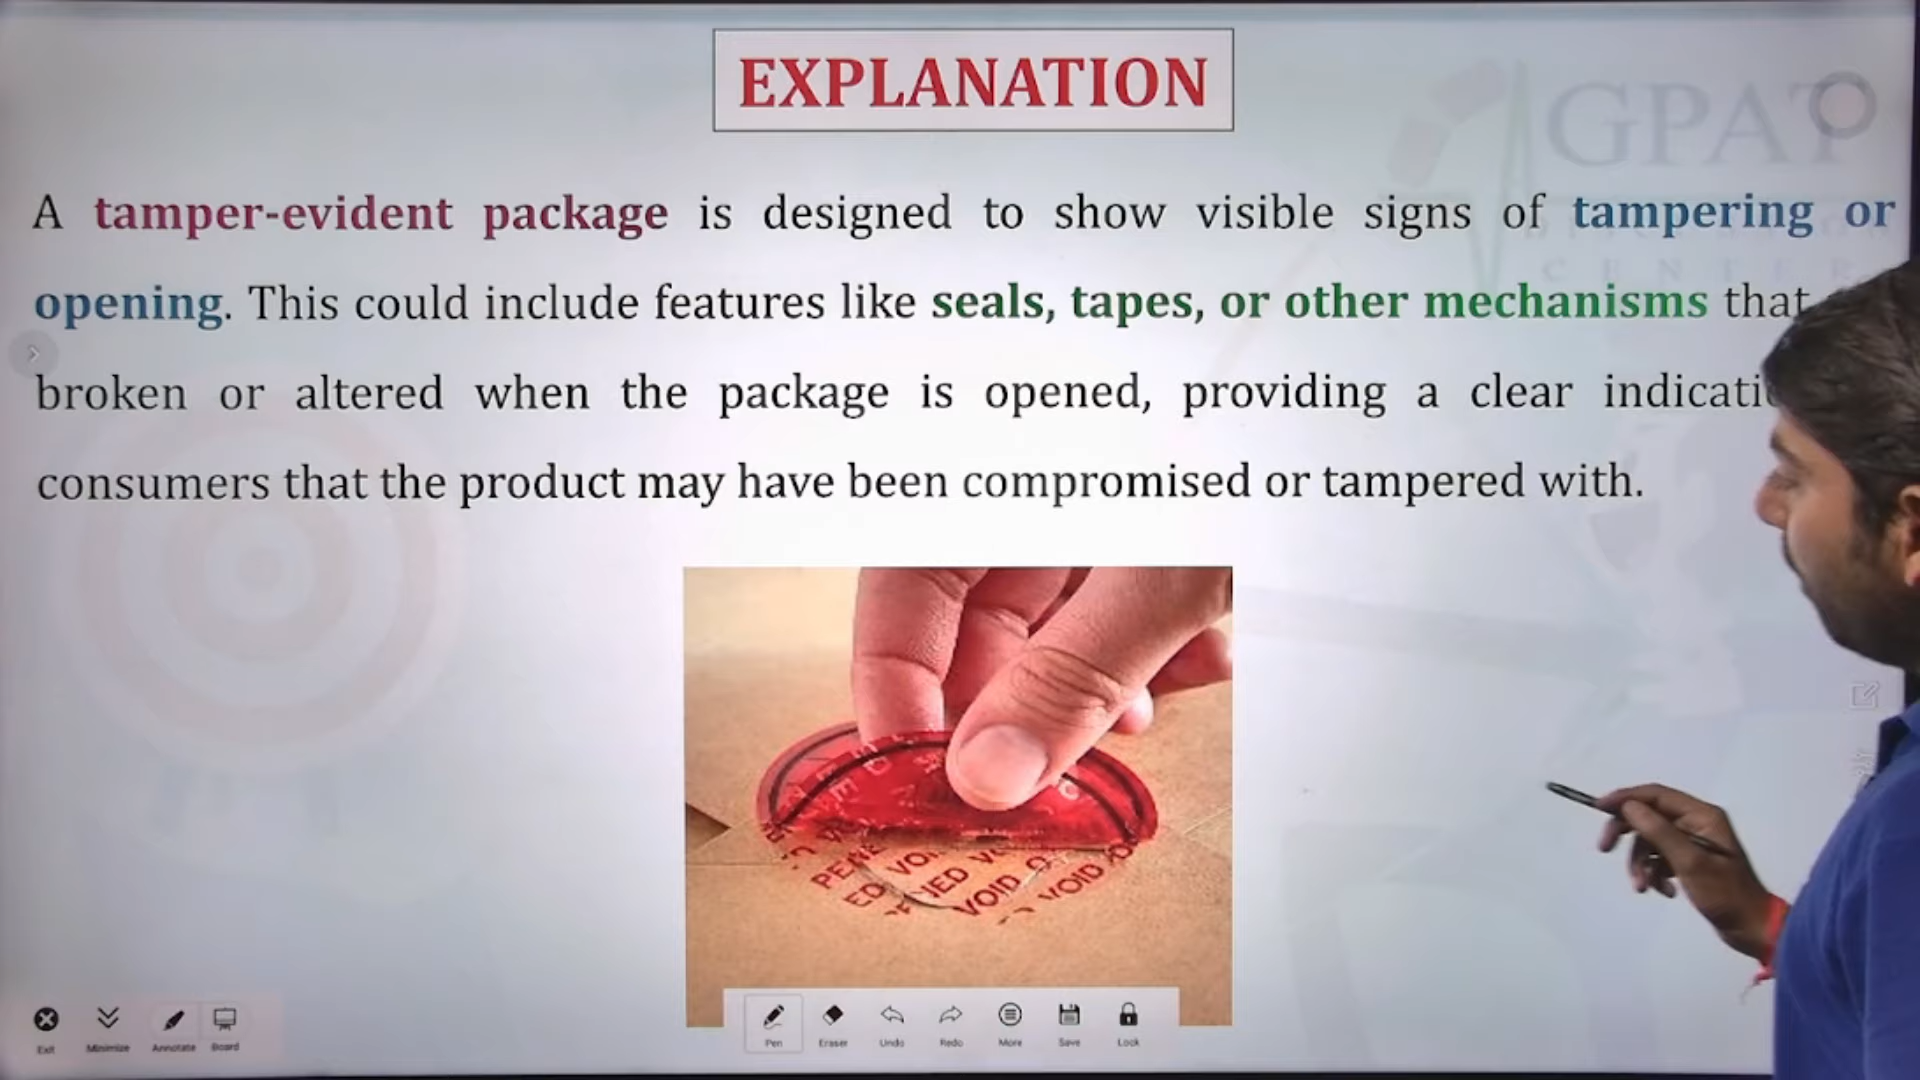 EXPLANATION
GPAT
A tamper-evident package is designed to show visible signs of tampering or
opening. This could include features like seals, tapes, or other mechanisms that
broken or altered when the package is opened, providing a clear
consumers that the product may have been compromised or tampered with.
VOID
VOID
VOID
Exit
Minimize
Annotate
Board
Pen
Eraser
Undo
Redo
More
Save
Lock